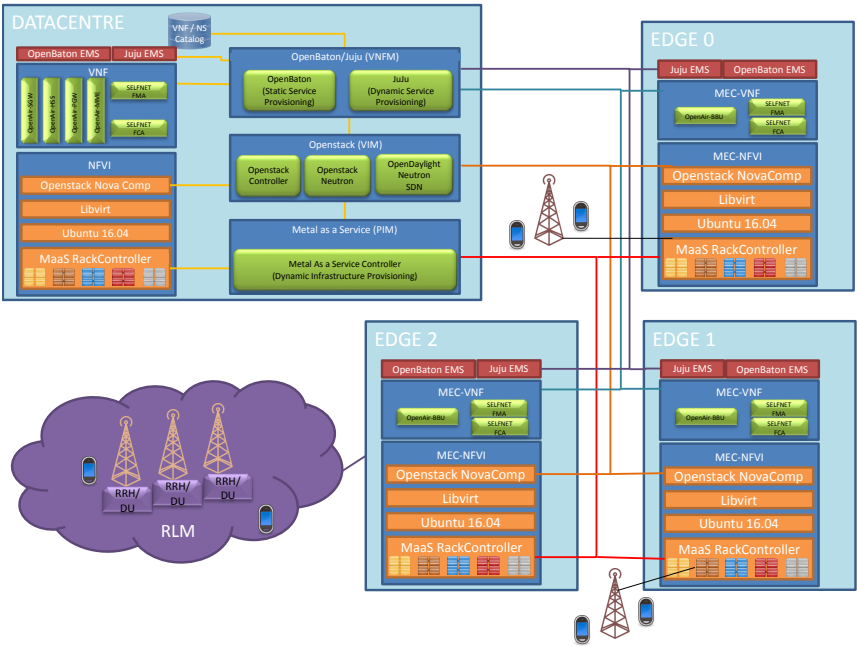 DATACENTRE
VNF / NS
Catalog
OpenBaton EMS
Juju EMS
VNF
OpenAir-SGW
OpenAir-HSS
OpenAir-PGW
OpenAir-MME
SELFNET
FMA
SELFNET
FCA
NFVI
Openstack Nova Comp
Libvirt
Ubuntu 16.04
MaaS RackController
OpenBaton/Juju (VNFM)
OpenBaton
(Static Service
Provisioning)
JuJu
(Dynamic Service
Provisioning)
Openstack (VIM)
Openstack
Controller
Openstack
Neutron
OpenDaylight
Neutron
SDN
Metal as a Service (PIM)
Metal As a Service Controller
(Dynamic Infrastructure Provisioning)
EDGE 0
Juju EMS
OpenBaton EMS
MEC-VNF
OpenAir-BBU
SELFNET
FMA
SELFNET
FCA
MEC-NFVI
Openstack NovaComp
Libvirt
Ubuntu 16.04
MaaS RackController
EDGE 2
OpenBaton EMS
Juju EMS
MEC-VNF
OpenAir-BBU
SELFNET
FMA
SELFNET
FCA
MEC-NFVI
Openstack NovaComp
Libvirt
Ubuntu 16.04
MaaS RackController
EDGE 1
Juju EMS
OpenBaton EMS
MEC-VNF
OpenAir-BBU
SELFNET
FMA
SELFNET
FCA
MEC-NFVI
Openstack NovaComp
Libvirt
Ubuntu 16.04
MaaS RackController
RRH/
DU
RRH/
DU
RRH/
DU
RLM